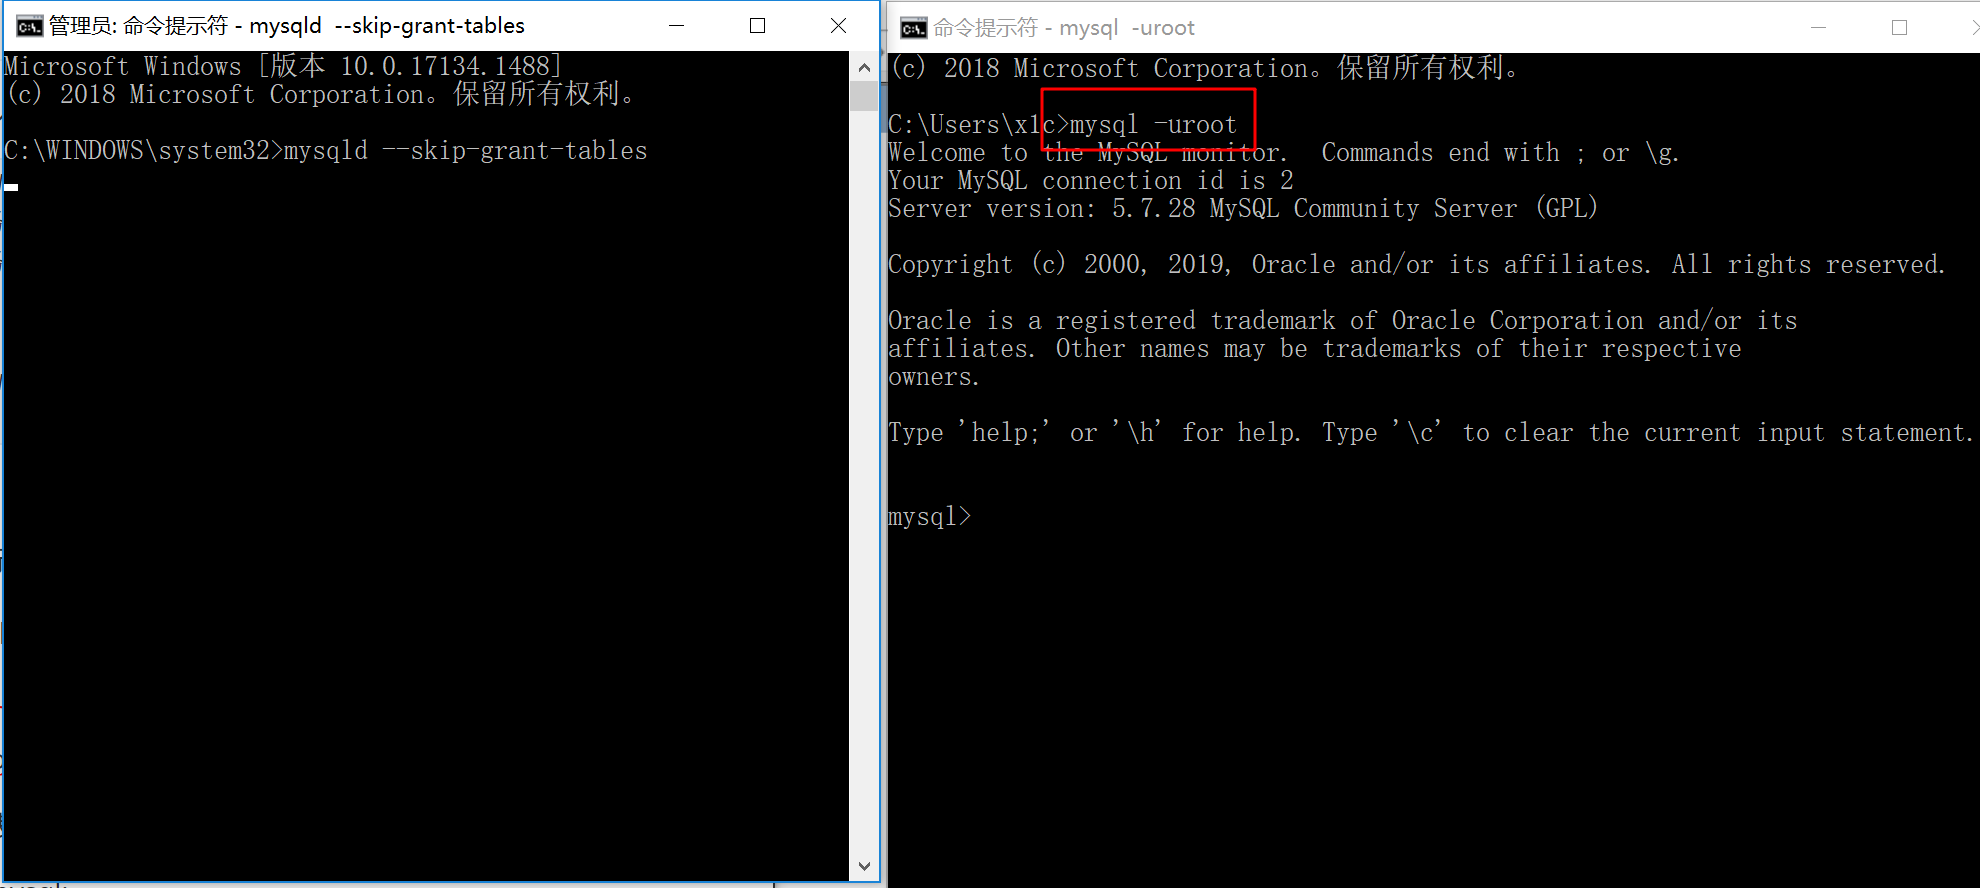 管理员: 命令提示符 - mysqld  --skip-grant-tables
Microsoft Windows [版本 10.0.17134.1488]
(c) 2018 Microsoft Corporation。保留所有权利。
C:\WINDOWS\system32>mysqld --skip-grant-tables
命令提示符 - mysql  -uroot
(c) 2018 Microsoft Corporation。保留所有权利。
C:\Users\x1c>mysql -uroot
Welcome to the MySQL monitor.  Commands end with ; or \g.
Your MySQL connection id is 2
Server version: 5.7.28 MySQL Community Server (GPL)
Copyright (c) 2000, 2019, Oracle and/or its affiliates. All rights reserved.
Oracle is a registered trademark of Oracle Corporation and/or its
affiliates. Other names may be trademarks of their respective
owners.
Type 'help;' or '\h' for help. Type '\c' to clear the current input statement.
mysql>